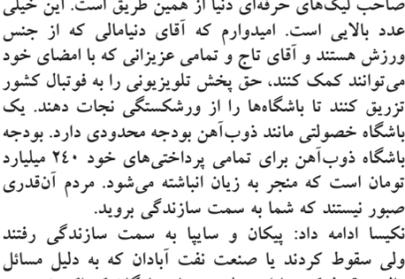 صاحب لیگ‌های حرفه‌ای دنیا از همین طریق است. این خیلی
عدد بالایی است. امیدوارم که آقای دنیامالی که از جنس
ورزش هستند و آقای تاج و تمامی عزیزانی که با امضای خود
می‌توانند کمک کنند، حق پخش تلویزیونی را به فوتبال کشور
تزریق کنند تا باشگاه‌ها را از ورشکستگی نجات دهند. یک
باشگاه خصولتی مانند ذوب‌آهن بودجه محدودی دارد. بودجه
باشگاه ذوب‌آهن برای تمامی پرداختی‌های خود ۲٤۰ میلیارد
تومان است که منجر به زیان انباشته می‌شود. مردم آن‌قدری
صبور نیستند که شما به سمت سازندگی بروید.
نکیسا ادامه داد: پیکان و سایپا به سمت سازندگی رفتند
ولی سقوط کردند یا صنعت نفت آبادان که به دلیل مسائل